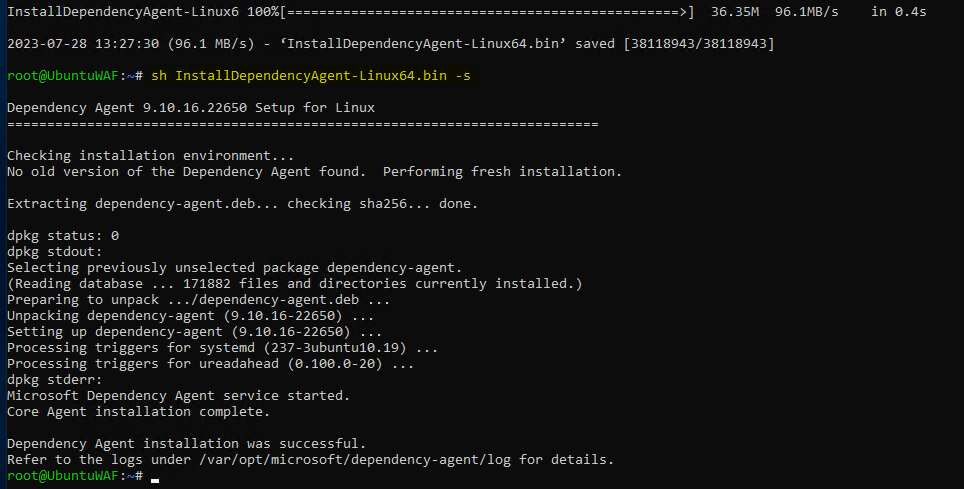 InstallDependencyAgent-Linux6 100%[=================================================>]  36.35M  96.1MB/s    in 0.4s
2023-07-28 13:27:30 (96.1 MB/s) - ‘InstallDependencyAgent-Linux64.bin’ saved [38118943/38118943]
root@UbuntuWAF:~# sh InstallDependencyAgent-Linux64.bin -s
Dependency Agent 9.10.16.22650 Setup for Linux
==========================================================================
Checking installation environment...
No old version of the Dependency Agent found.  Performing fresh installation.
Extracting dependency-agent.deb... checking sha256... done.
dpkg status: 0
dpkg stdout:
Selecting previously unselected package dependency-agent.
(Reading database ... 171882 files and directories currently installed.)
Preparing to unpack .../dependency-agent.deb ...
Unpacking dependency-agent (9.10.16-22650) ...
Setting up dependency-agent (9.10.16-22650) ...
Processing triggers for systemd (237-3ubuntu10.19) ...
Processing triggers for ureadahead (0.100.0-20) ...
dpkg stderr:
Microsoft Dependency Agent service started.
Core Agent installation complete.
Dependency Agent installation was successful.
Refer to the logs under /var/opt/microsoft/dependency-agent/log for details.
root@UbuntuWAF:~#